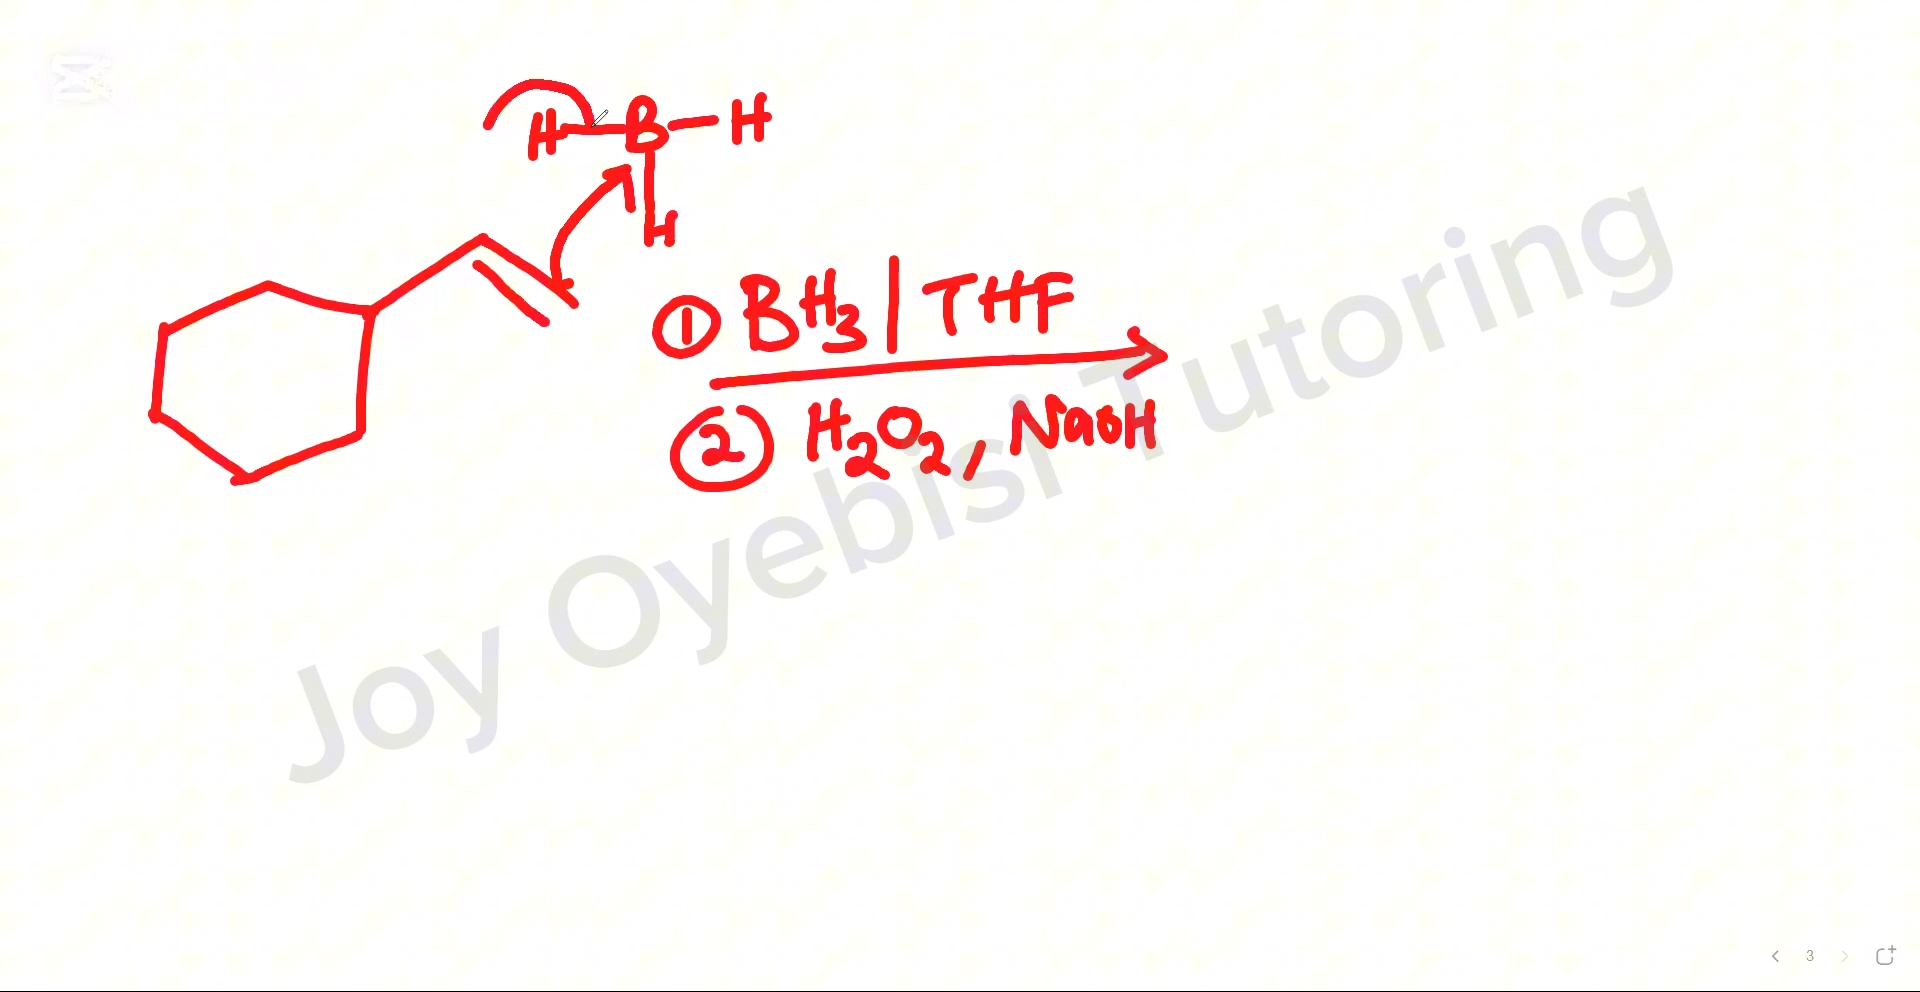 H-B-H
H
① BH₃ | THF
② H₂O₂, NaOH
Joy Oyebisi Tutoring
3